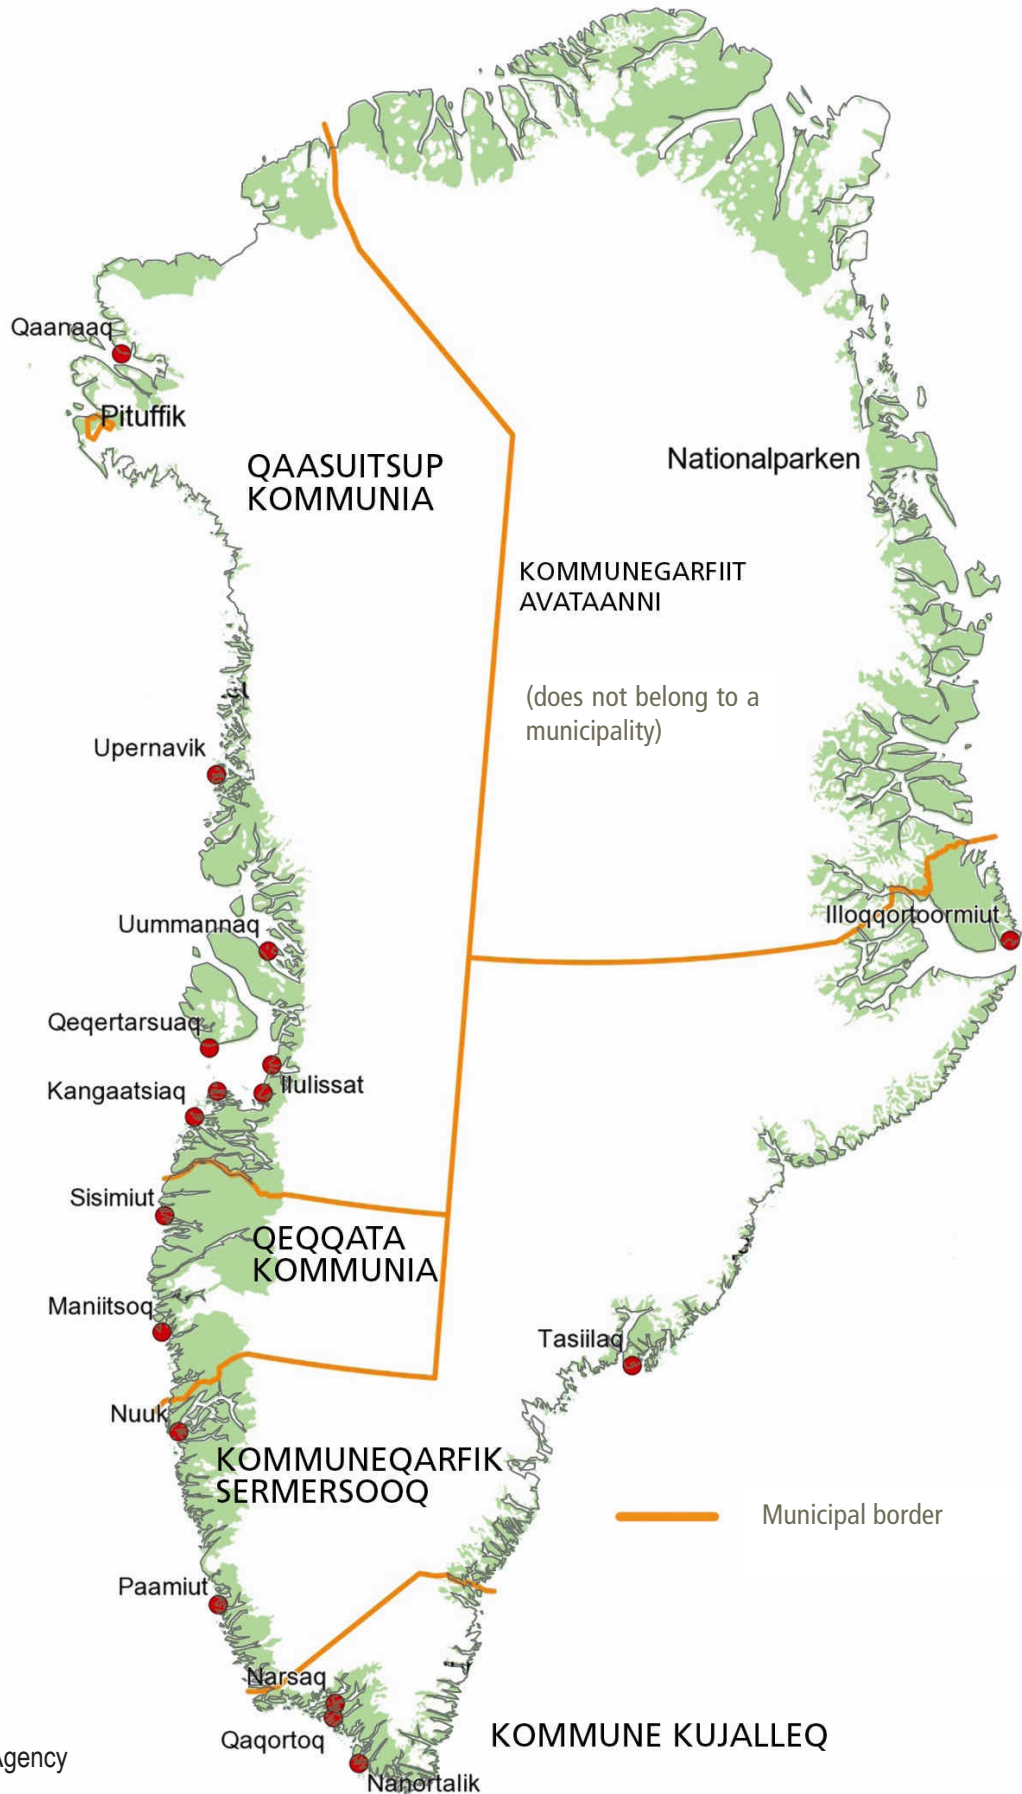 Qaanaaq
Pituffik
QAASUITSUP
KOMMUNIA
Nationalparken
KOMMUNEGARFIIT
AVATAANNI
(does not belong to a
municipality)
Upernavik
Uummannaq
Illoqqortoormiut
Qeqertarsuaq
Kangaatsiaq
Ilulissat
Sisimiut
QEQQATA
KOMMUNIA
Maniitsoq
Tasiilaq
Nuuk
KOMMUNEQARFIK
SERMERSOOQ
Municipal border
Paamiut
Narsaq
Qaqortoq
KOMMUNE KUJALLEQ
Agency
Nanortalik